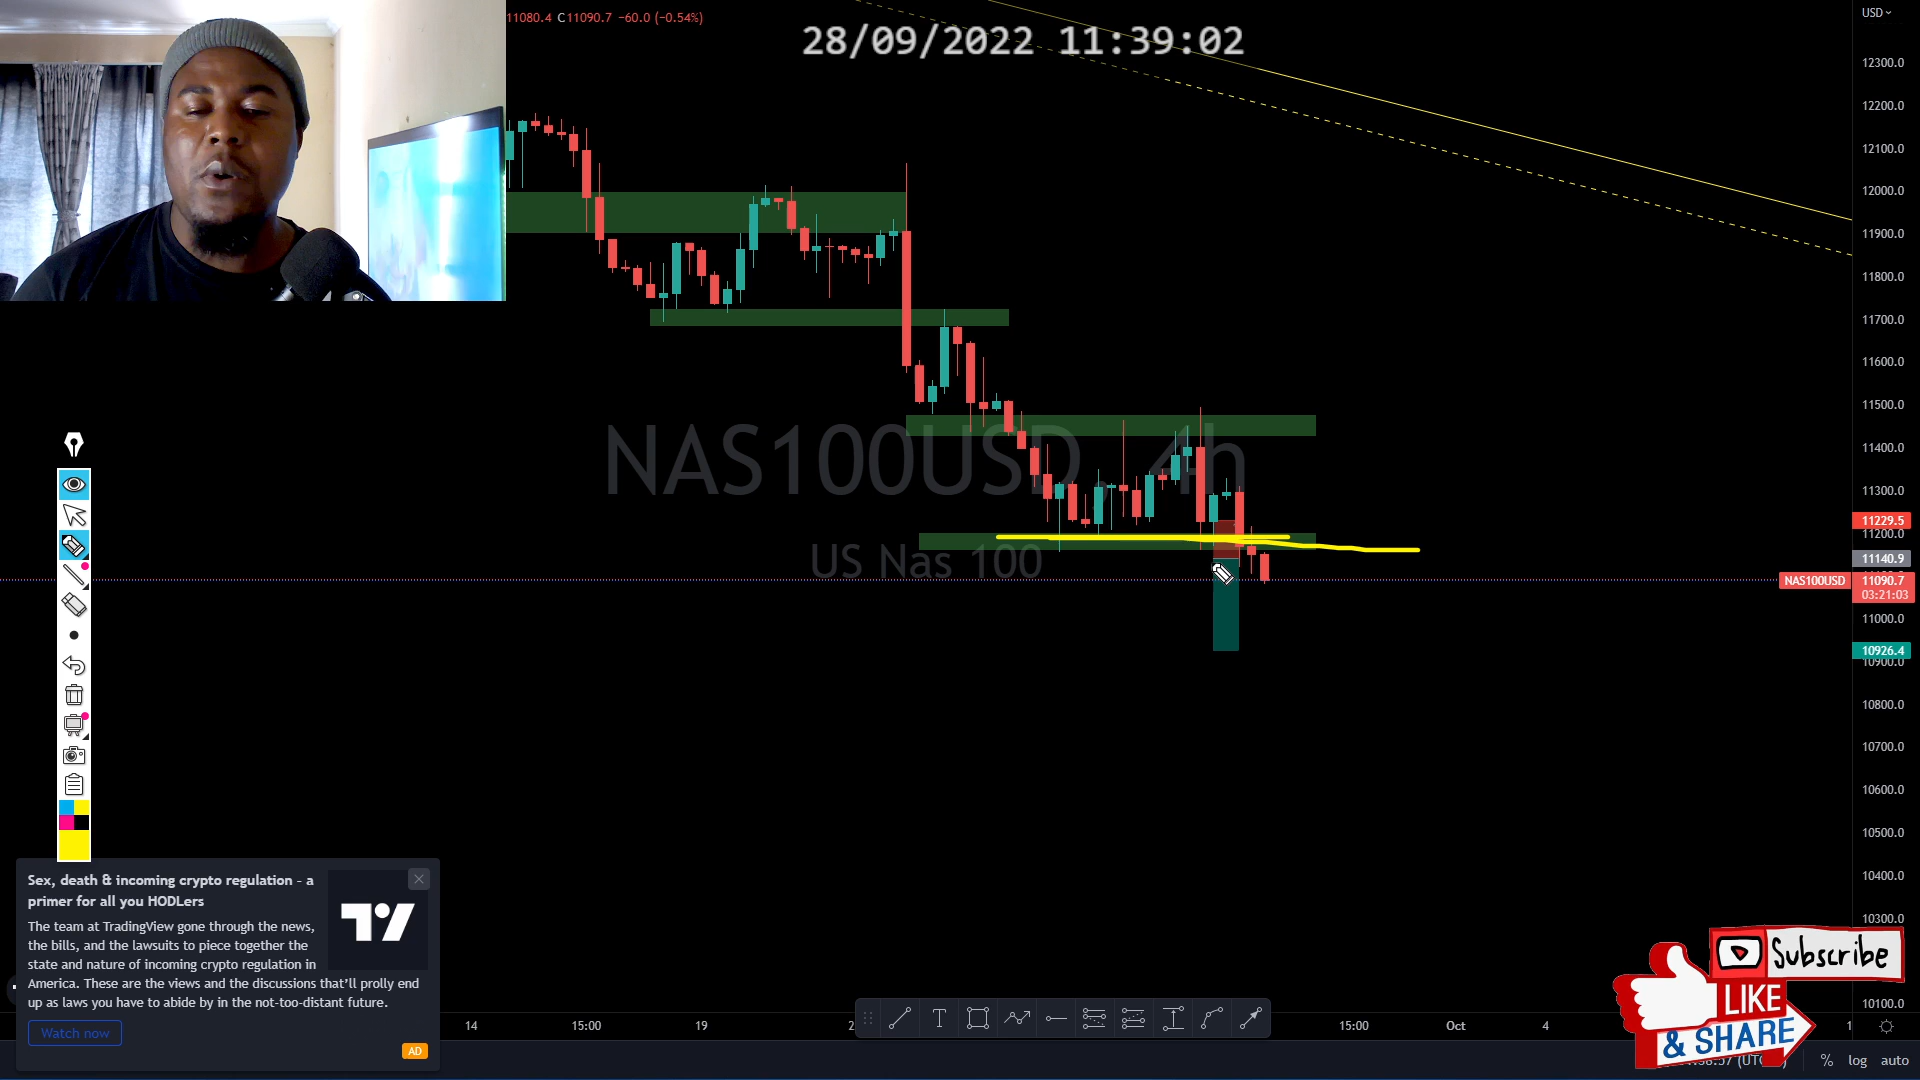 11080.4 C11090.7 −60.0 (−0.54%)
28/09/2022 11:39:02
USD
12300.0
12200.0
12100.0
12000.0
11900.0
11800.0
11700.0
11600.0
11500.0
11400.0
11300.0
11229.5
11200.0
11140.9
NAS100USD 11090.7
03:21:03
11000.0
10926.4
10900.0
10800.0
10700.0
10600.0
10500.0
10400.0
10300.0
10100.0
NAS100USD, 4h
US Nas 100
Sex, death & incoming crypto regulation - a
primer for all you HODLers
The team at TradingView gone through the news,
the bills, and the lawsuits to piece together the
state and nature of incoming crypto regulation in
America. These are the views and the discussions that'll prolly end
up as laws you have to abide by in the not-too-distant future.
Watch now
AD
Subscribe
LIKE
& SHARE
14 15:00 19 15:00 Oct 4
% log auto